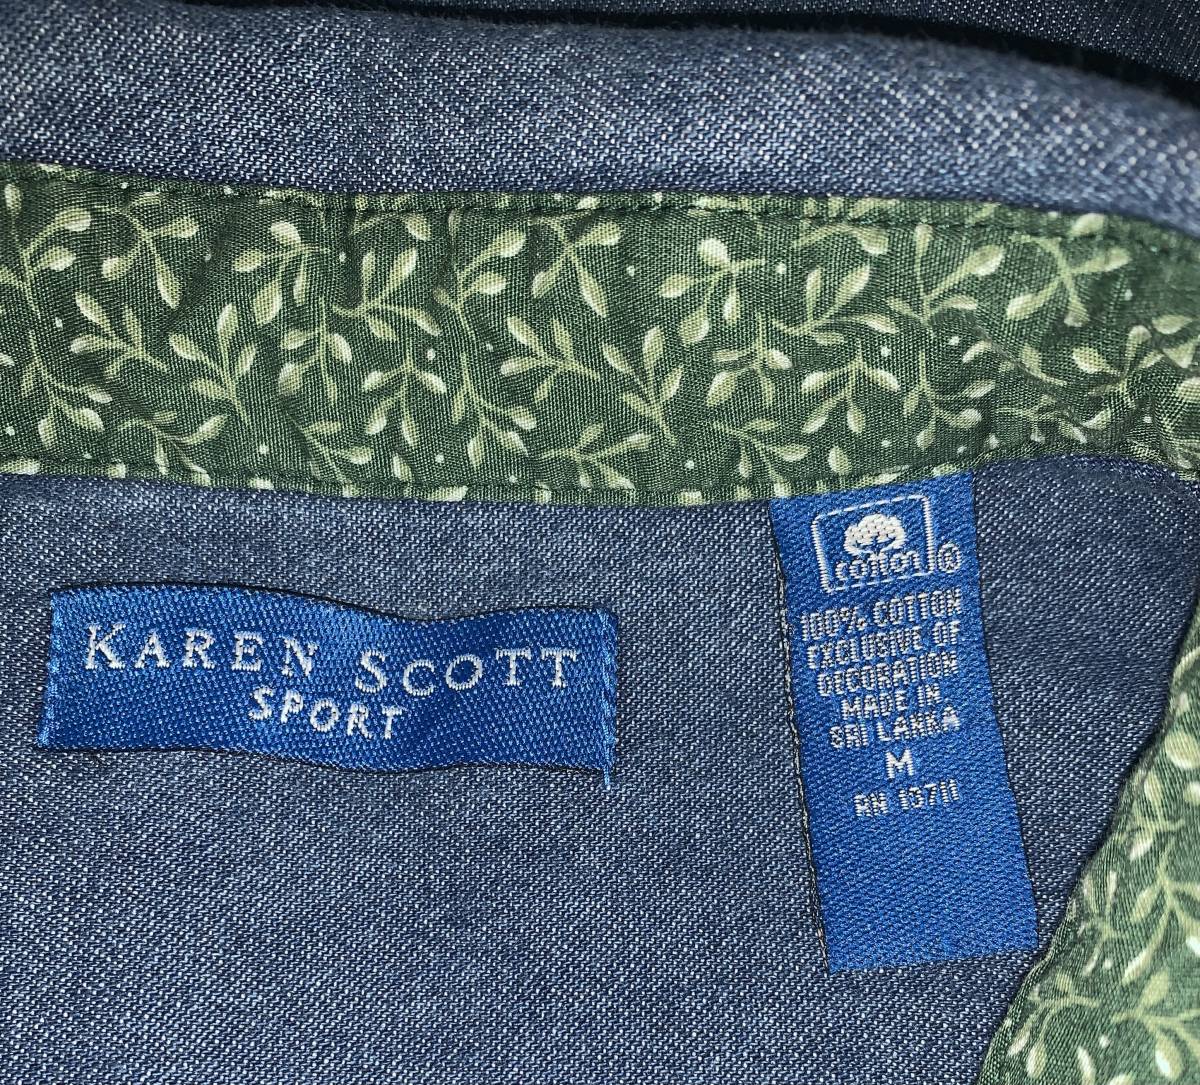 KAREN SCOTT
SPORT
COTTON ®
100% COTTON
EXCLUSIVE OF
DECORATION
MADE IN
SRI LANKA
M
RN 13711